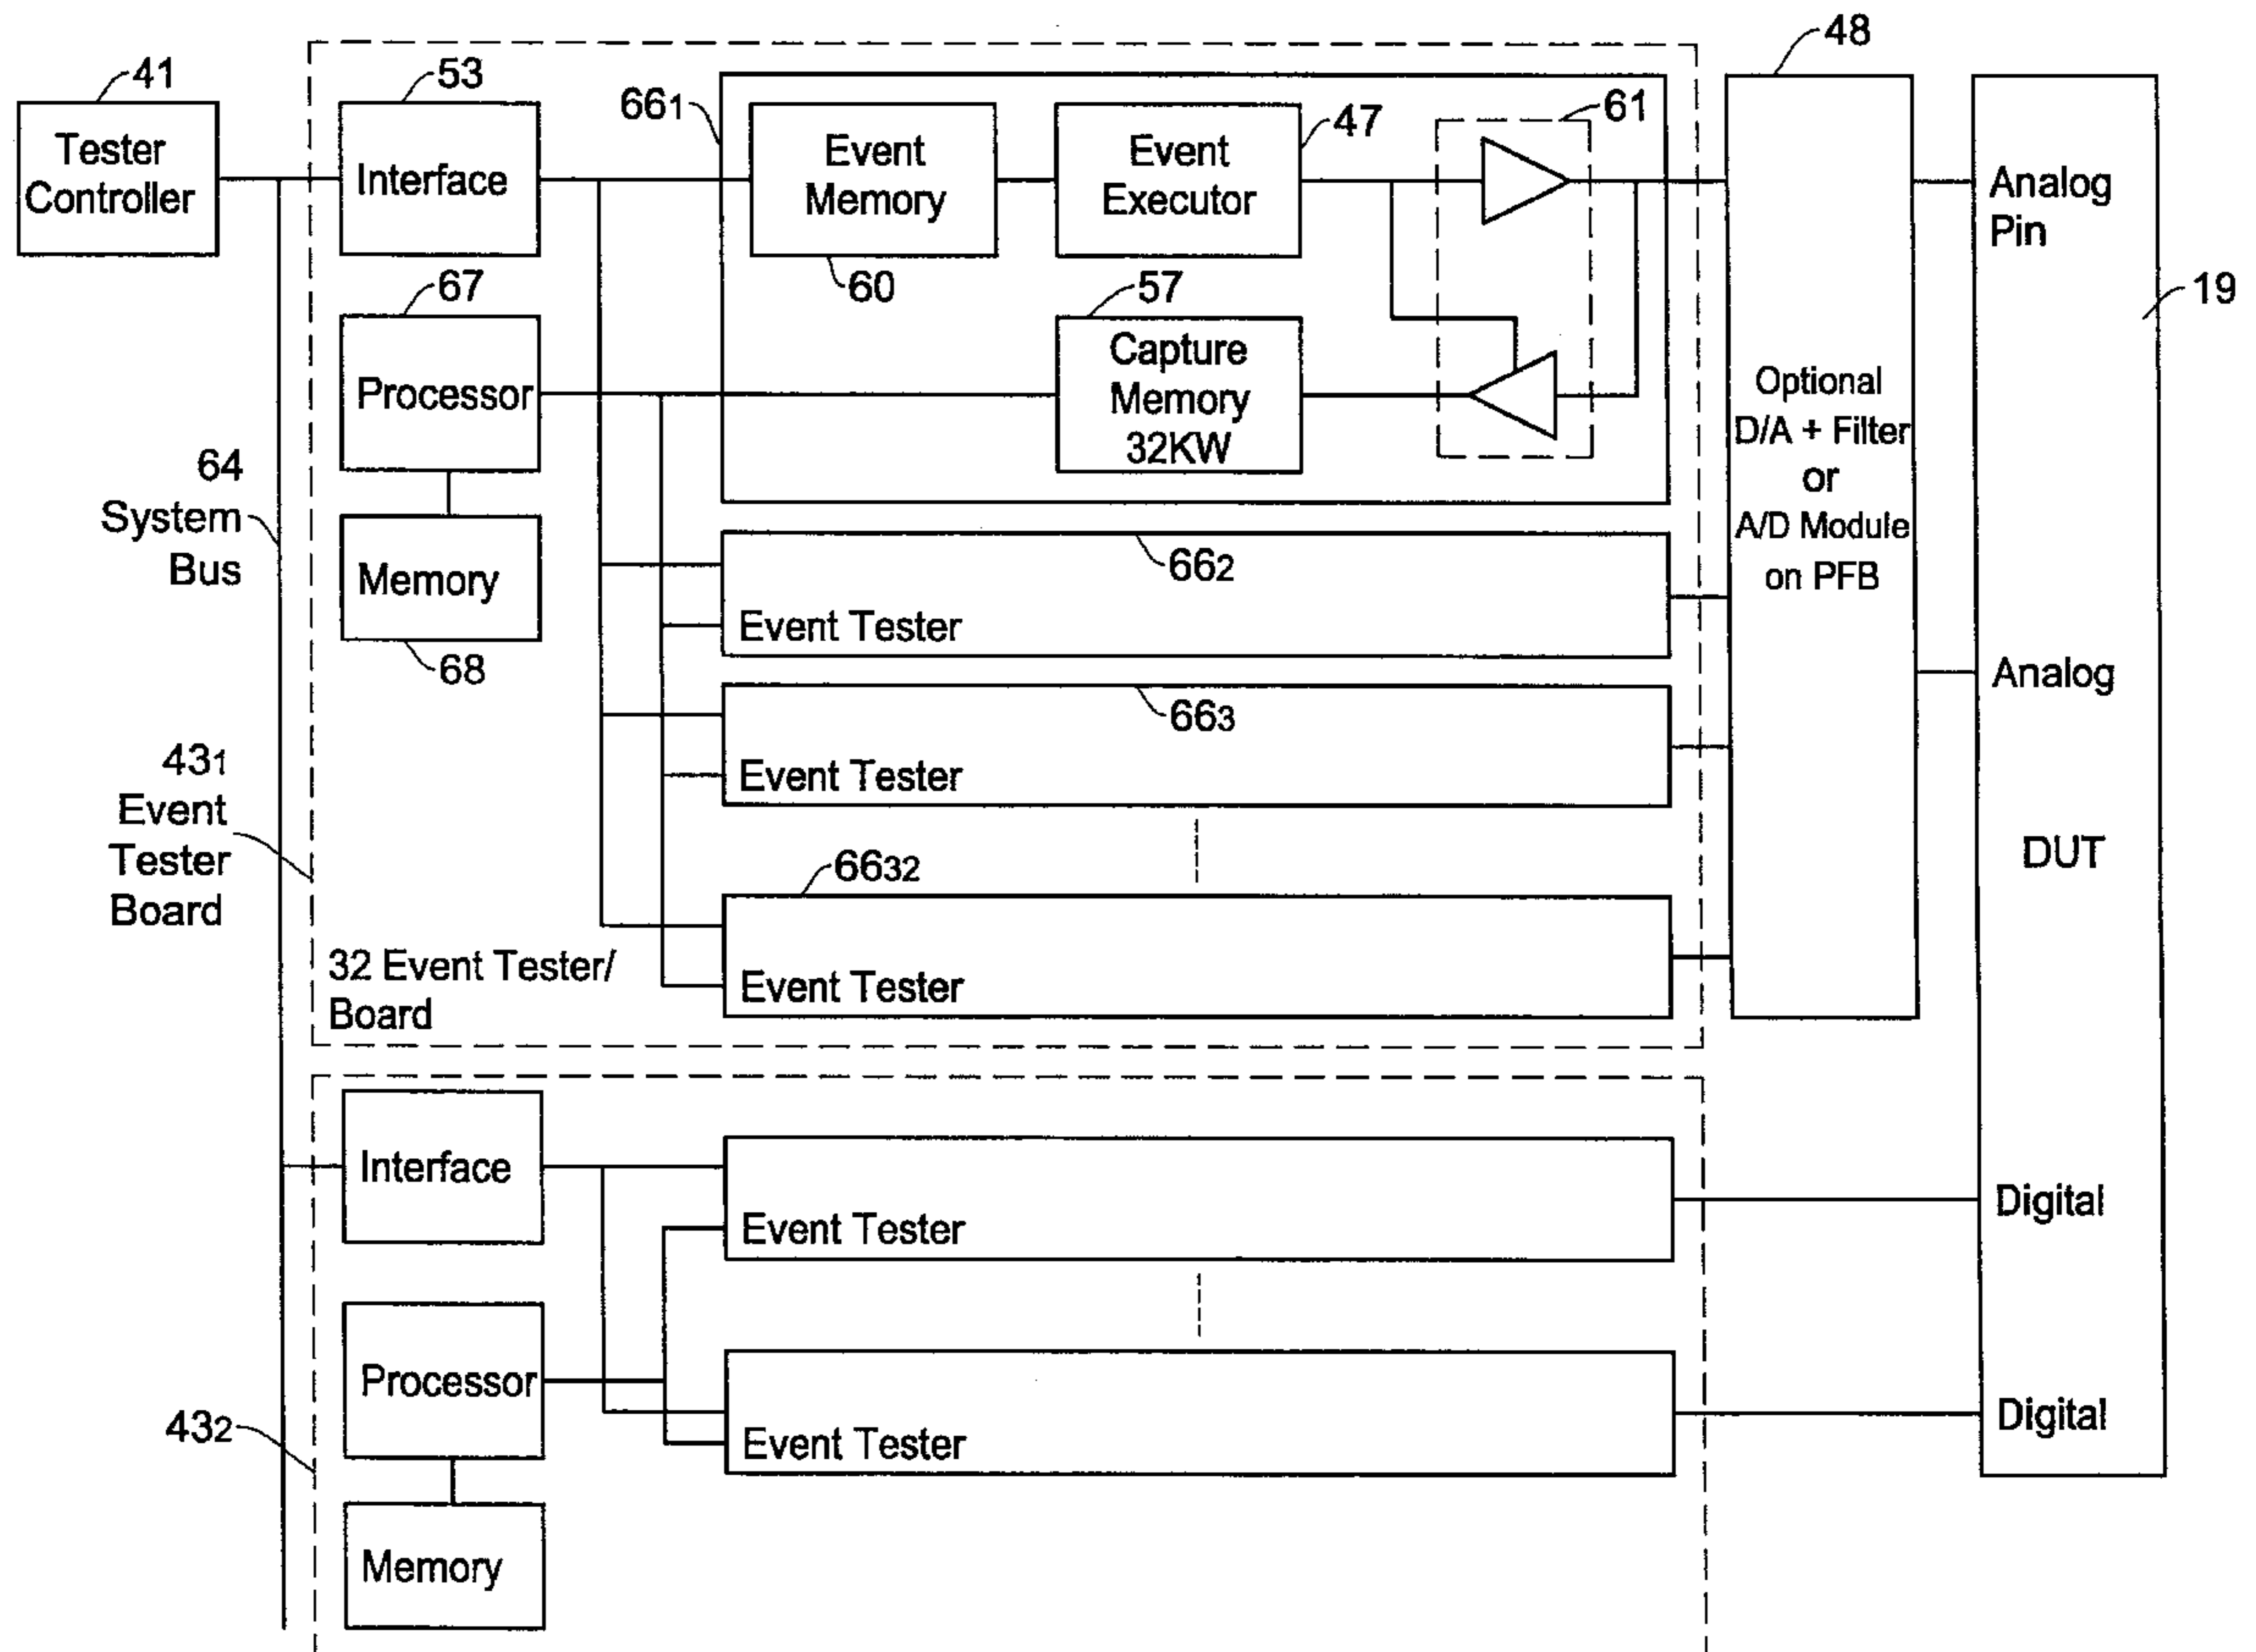 41
Tester
Controller
53
Interface
66₁
Event
Memory
60
Event
Executor
47
61
48
19
67
Processor
57
Capture
Memory
32KW
Optional
D/A + Filter
or
A/D Module
on PFB
Analog
Pin
64
System
Bus
Memory
68
66₂
Event Tester
66₃
Event Tester
Analog
43₁
Event
Tester
Board
66₃₂
Event Tester
32 Event Tester/
Board
DUT
Interface
Event Tester
Digital
Processor
Event Tester
Digital
43₂
Memory